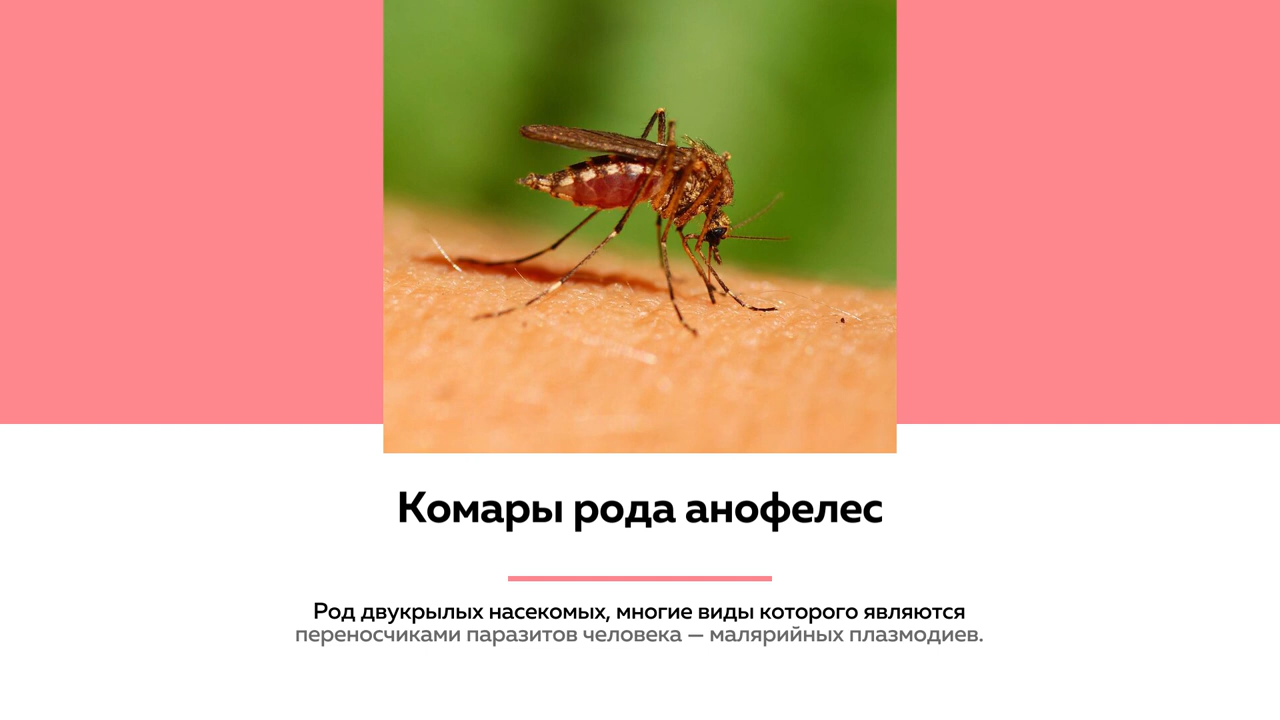 Комары рода анофелес
Род двукрылых насекомых, многие виды которого являются
переносчиками паразитов человека — малярийных плазмодиев.